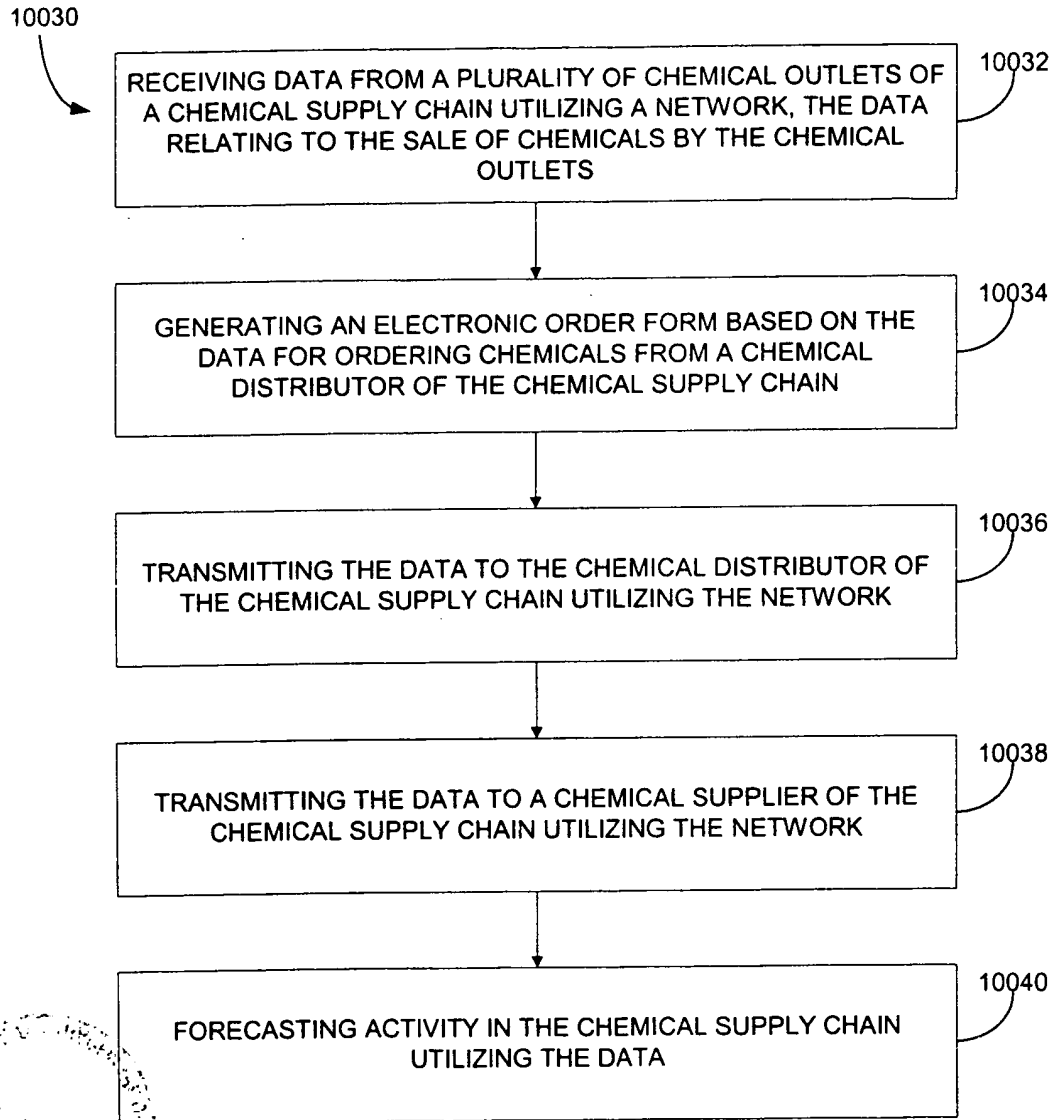 10030
RECEIVING DATA FROM A PLURALITY OF CHEMICAL OUTLETS OF
A CHEMICAL SUPPLY CHAIN UTILIZING A NETWORK, THE DATA
RELATING TO THE SALE OF CHEMICALS BY THE CHEMICAL
OUTLETS
10032
GENERATING AN ELECTRONIC ORDER FORM BASED ON THE
DATA FOR ORDERING CHEMICALS FROM A CHEMICAL
DISTRIBUTOR OF THE CHEMICAL SUPPLY CHAIN
10034
TRANSMITTING THE DATA TO THE CHEMICAL DISTRIBUTOR OF
THE CHEMICAL SUPPLY CHAIN UTILIZING THE NETWORK
10036
TRANSMITTING THE DATA TO A CHEMICAL SUPPLIER OF THE
CHEMICAL SUPPLY CHAIN UTILIZING THE NETWORK
10038
FORECASTING ACTIVITY IN THE CHEMICAL SUPPLY CHAIN
UTILIZING THE DATA
10040